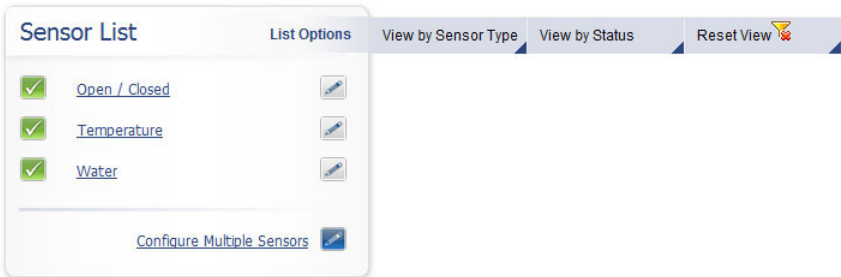 Sensor List List Options View by Sensor Type View by Status Reset View
Open / Closed
Temperature
Water
Configure Multiple Sensors